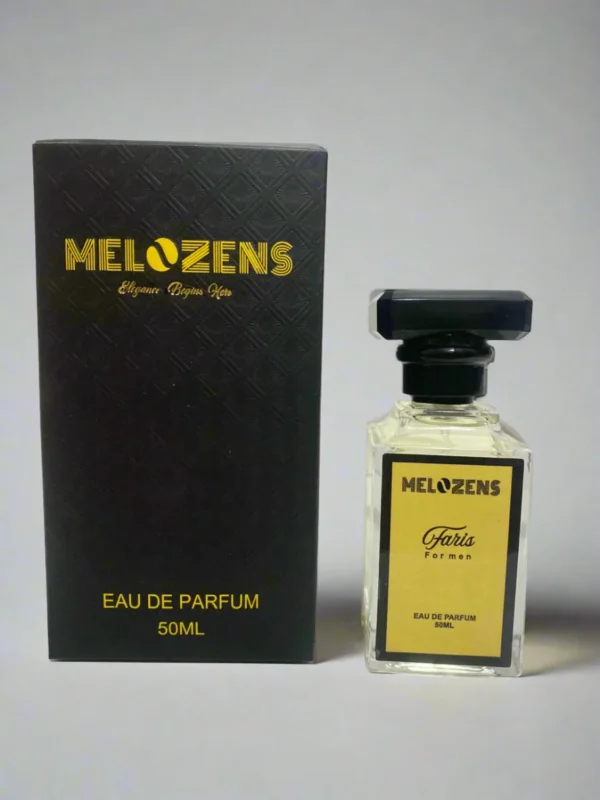 MELOZENS
Elegance Begins Here
EAU DE PARFUM
50ML
MELOZENS
Faris
For men
EAU DE PARFUM
50ML